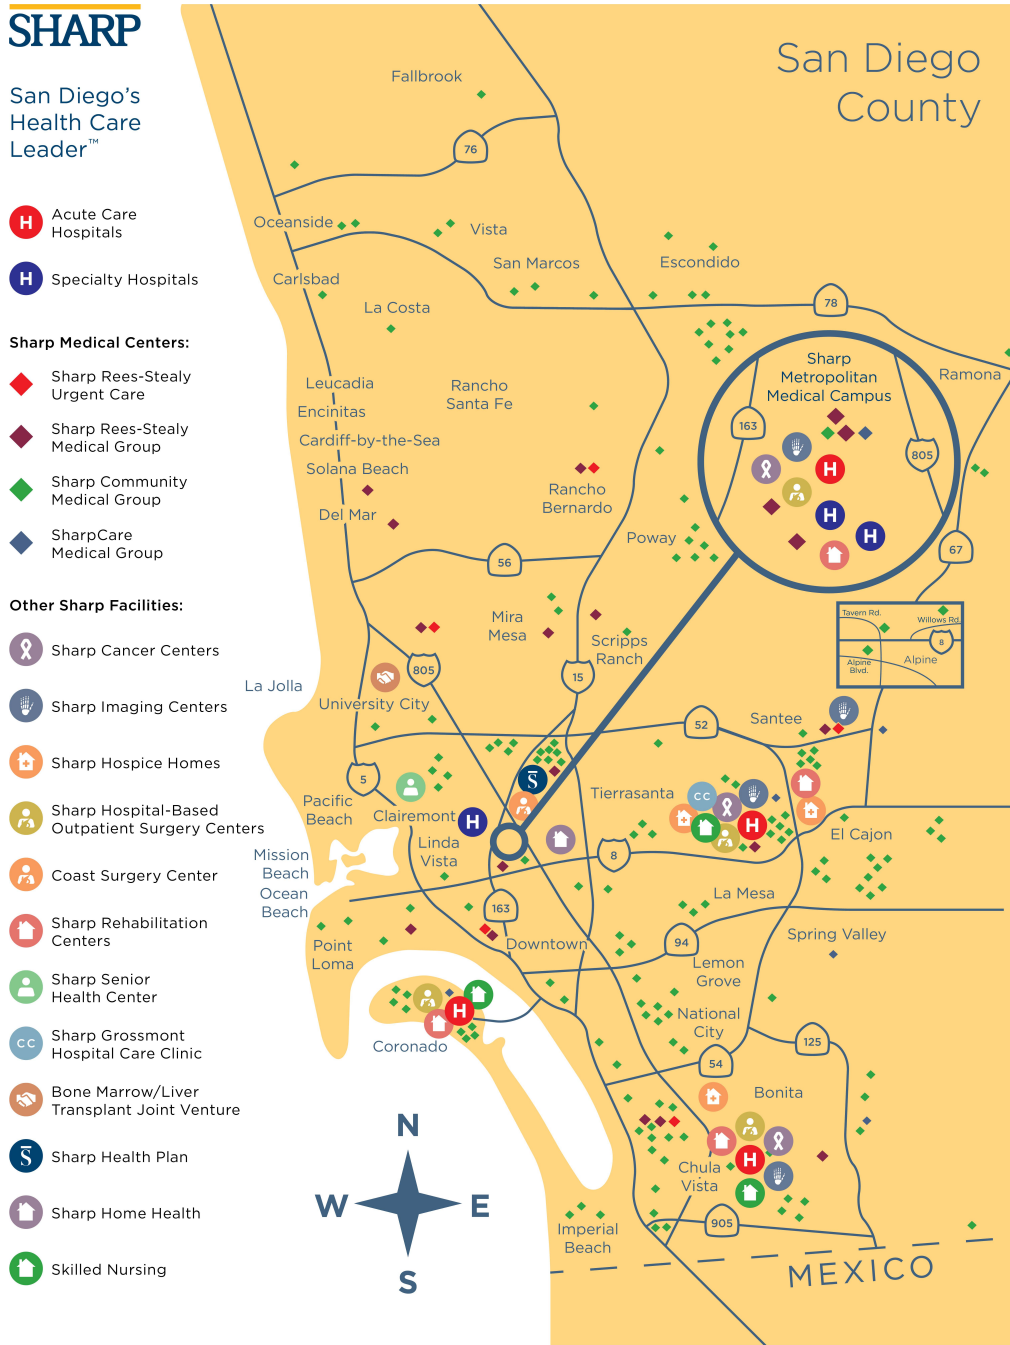 SHARP
San Diego's
Health Care
Leader™
H
Acute Care
Hospitals
H
Specialty Hospitals
Sharp Medical Centers:
Sharp Rees-Stealy
Urgent Care
Sharp Rees-Stealy
Medical Group
Sharp Community
Medical Group
SharpCare
Medical Group
Other Sharp Facilities:
Sharp Cancer Centers
Sharp Imaging Centers
Sharp Hospice Homes
Sharp Hospital-Based
Outpatient Surgery Centers
Coast Surgery Center
Sharp Rehabilitation
Centers
Sharp Senior
Health Center
CC
Sharp Grossmont
Hospital Care Clinic
Bone Marrow/Liver
Transplant Joint Venture
S
Sharp Health Plan
Sharp Home Health
Skilled Nursing
San Diego
County
Fallbrook
76
Oceanside
Vista
San Marcos
Escondido
Carlsbad
La Costa
78
Ramona
Leucadia
Encinitas
Cardiff-by-the-Sea
Solana Beach
Del Mar
Rancho
Santa Fe
Rancho
Bernardo
Poway
Sharp
Metropolitan
Medical Campus
163
805
H
H
H
67
56
Mira
Mesa
Scripps
Ranch
Tavern Rd.
Willows Rd.
8
Alpine
Blvd.
Alpine
805
15
La Jolla
University City
52
Santee
5
S
Pacific
Beach
Clairemont
H
Tierrasanta
CC
H
El Cajon
Linda
Vista
8
Mission
Beach
Ocean
Beach
La Mesa
163
Point
Loma
Downtown
94
Spring Valley
Lemon
Grove
H
Coronado
National
City
125
54
Bonita
H
Chula
Vista
905
Imperial
Beach
MEXICO
N
W
E
S